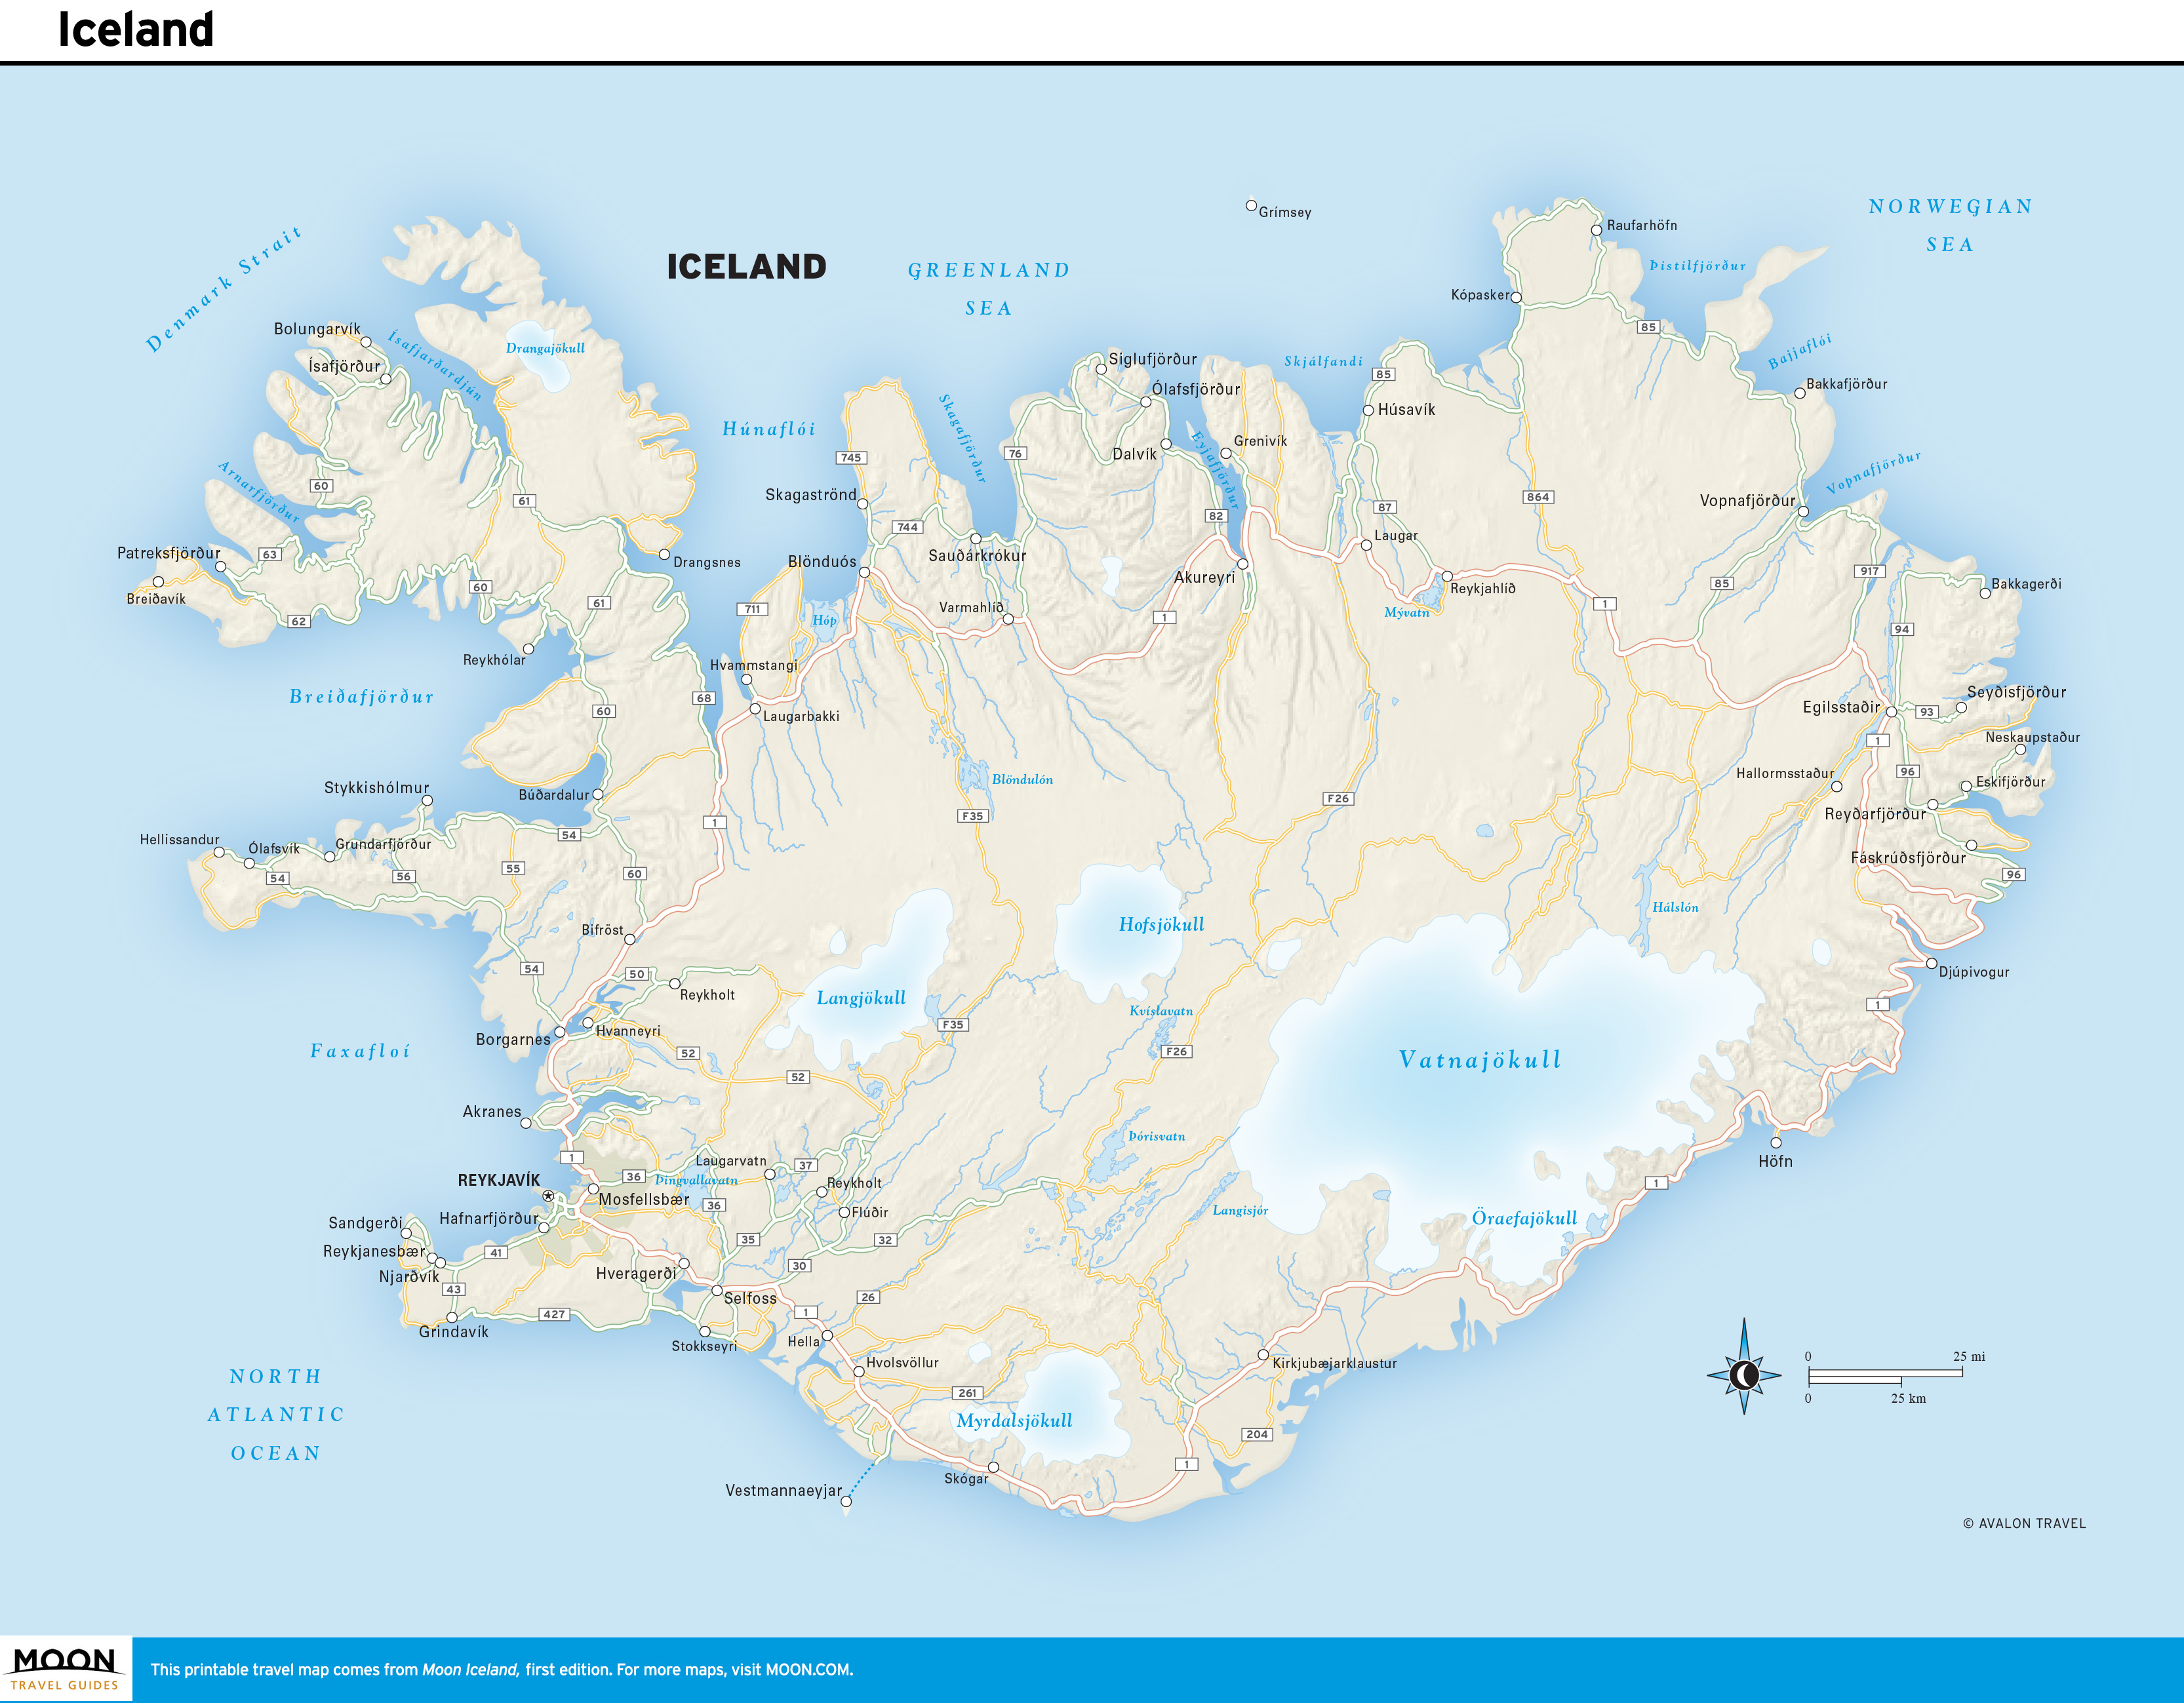 Iceland
ICELAND
Denmark Strait
GREENLAND
SEA
NORWEGIAN
SEA
Grímsey
Raufarhöfn
Þistilfjörður
Kópasker
85
Bajjaflói
Bakkafjörður
Bolungarvík
Ísafjörður
Ísafjarðardjún
Drangajökull
Siglufjörður
Ólafsfjörður
Skjálfandi
85
Húsavík
Húnaflói
Skagafjörður
Dalvík
Eyjafjörður
Grenivík
745
76
Skagaströnd
744
82
87
864
Vopnafjörður
Vopnafjörður
Arnarfjörður
60
61
63
Patreksfjörður
Breiðavík
62
60
61
Drangsnes
Blönduós
Sauðárkrókur
Akureyri
Laugar
Reykjahlíð
Mývatn
1
85
917
Bakkagerði
94
711
Hóp
Varmahlíð
1
Reykhólar
Hvammstangi
Laugarbakki
68
60
Breiðafjörður
Seyðisfjörður
Egilsstaðir
93
Neskaupstaður
1
Hallormsstaður
96
Eskifjörður
Reyðarfjörður
Fáskrúðsfjörður
96
Blöndulón
F35
F26
Stykkishólmur
Búðardalur
1
Hellissandur
Ólafsvík
Grundarfjörður
54
54
56
55
60
Bifröst
Hálslón
Hofsjökull
Djúpivogur
54
50
Reykholt
Langjökull
F35
Kvíslavatn
F26
1
Borgarnes
Hvanneyri
Faxafloí
52
52
Vatnajökull
Akranes
Þórisvatn
1
Höfn
REYKJAVÍK
36
Laugarvatn
37
Þingvallavatn
Mosfellsbær
Reykholt
36
Flúðir
Langisjór
1
Öraefajökull
Sandgerði
Hafnarfjörður
Reykjanesbær
41
Njarðvík
43
35
32
30
Hveragerði
Selfoss
26
427
Grindavík
1
Stokkseyri
Hella
Hvolsvöllur
Kirkjubæjarklaustur
261
Myrdalsjökull
204
1
Skógar
Vestmannaeyjar
NORTH
ATLANTIC
OCEAN
0 25 mi
0 25 km
© AVALON TRAVEL
MOON
TRAVEL GUIDES
This printable travel map comes from Moon Iceland, first edition. For more maps, visit MOON.COM.